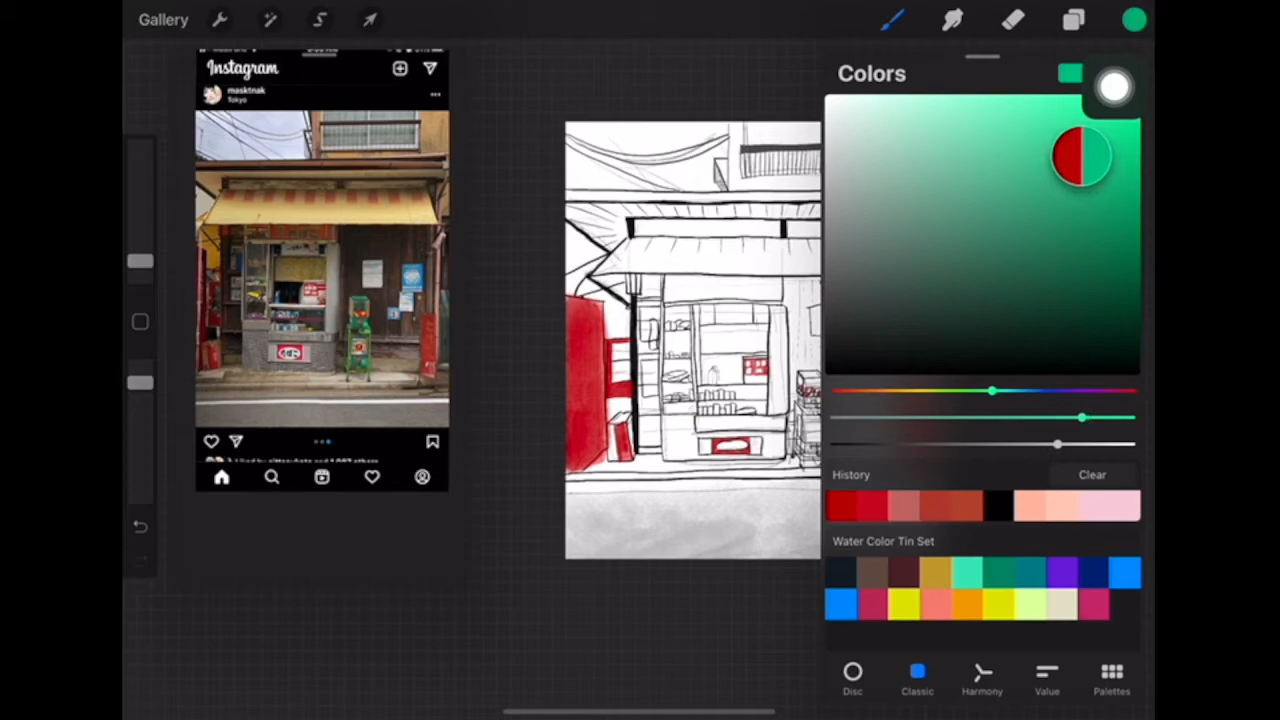 Gallery
Instagram
masktnak
Tokyo
Colors
History
Clear
Water Color Tin Set
Disc
Classic
Harmony
Value
Palettes